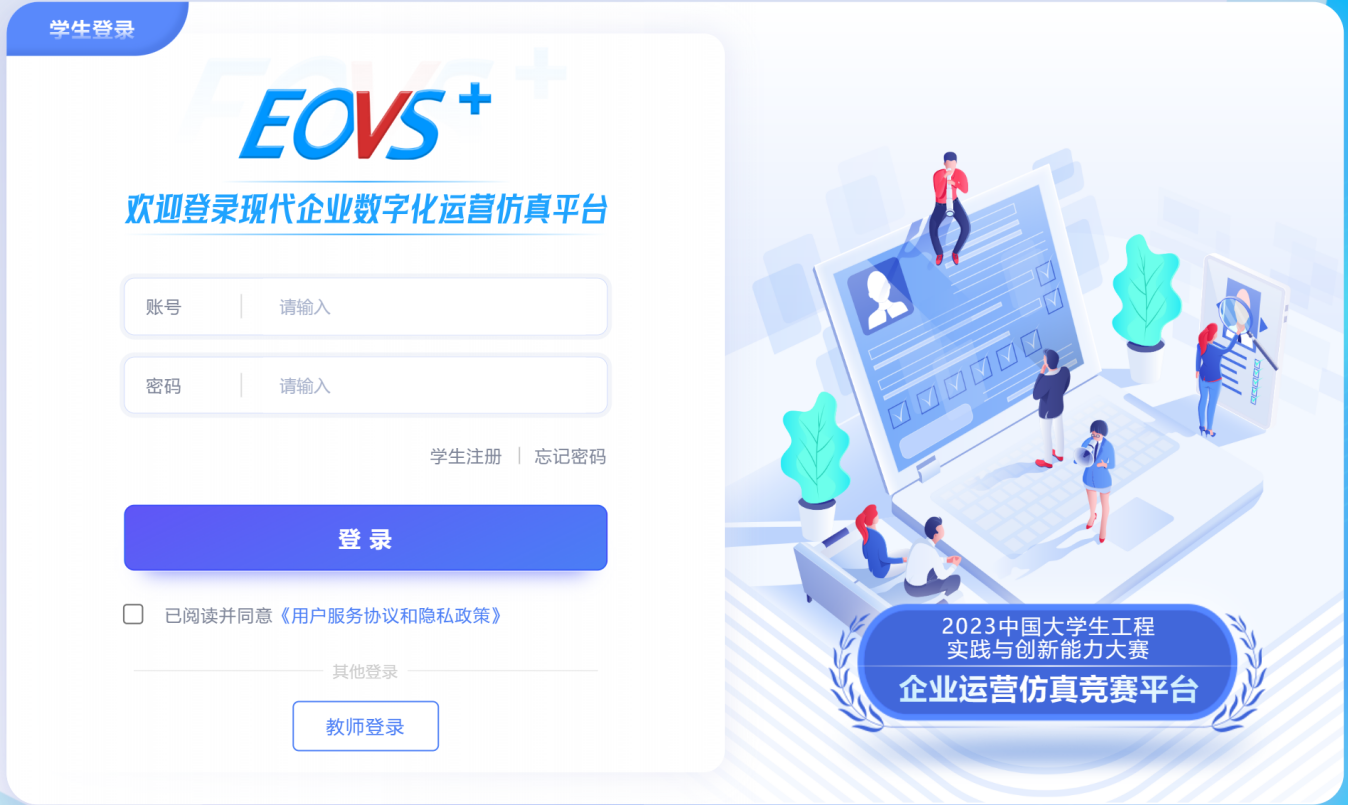 学生登录
EOVS+
欢迎登录现代企业数字化运营仿真平台
账号 请输入
密码 请输入
学生注册 忘记密码
登 录
已阅读并同意《用户服务协议和隐私政策》
其他登录
教师登录
2023中国大学生工程
实践与创新能力大赛
企业运营仿真竞赛平台